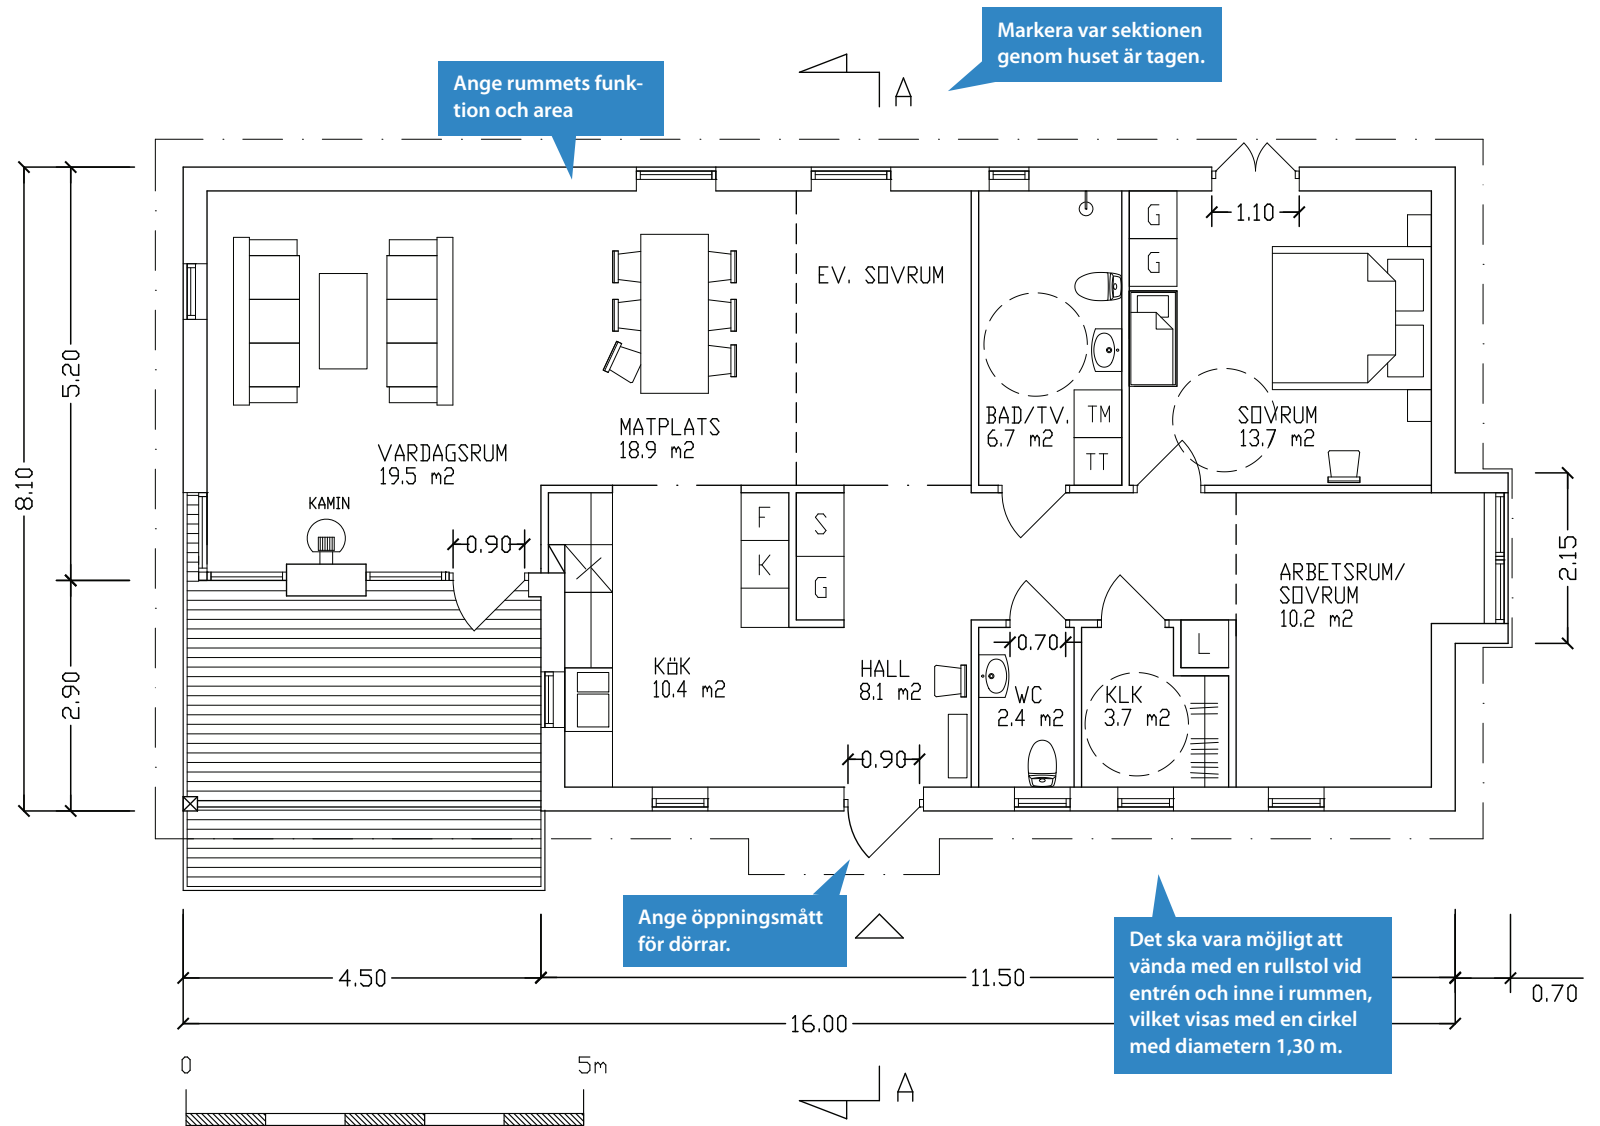 Markera var sektionen
genom huset är tagen.
Ange rummets funk-
tion och area
A
1.10
G
G
EV. SOVRUM
5.20
8.10
2.90
MATPLATS
18.9 m2
VARDAGSRUM
19.5 m2
BAD/TV.
6.7 m2
TM
TT
SOVRUM
13.7 m2
KAMIN
0.90
F
K
S
G
2.15
ARBETSRUM/
SOVRUM
10.2 m2
KÖK
10.4 m2
HALL
8.1 m2
0.70
L
WC
2.4 m2
KLK
3.7 m2
0.90
Ange öppningsmått
för dörrar.
Det ska vara möjligt att
vända med en rullstol vid
entrén och inne i rummen,
vilket visas med en cirkel
med diametern 1,30 m.
4.50
11.50
0.70
16.00
0
5m
A